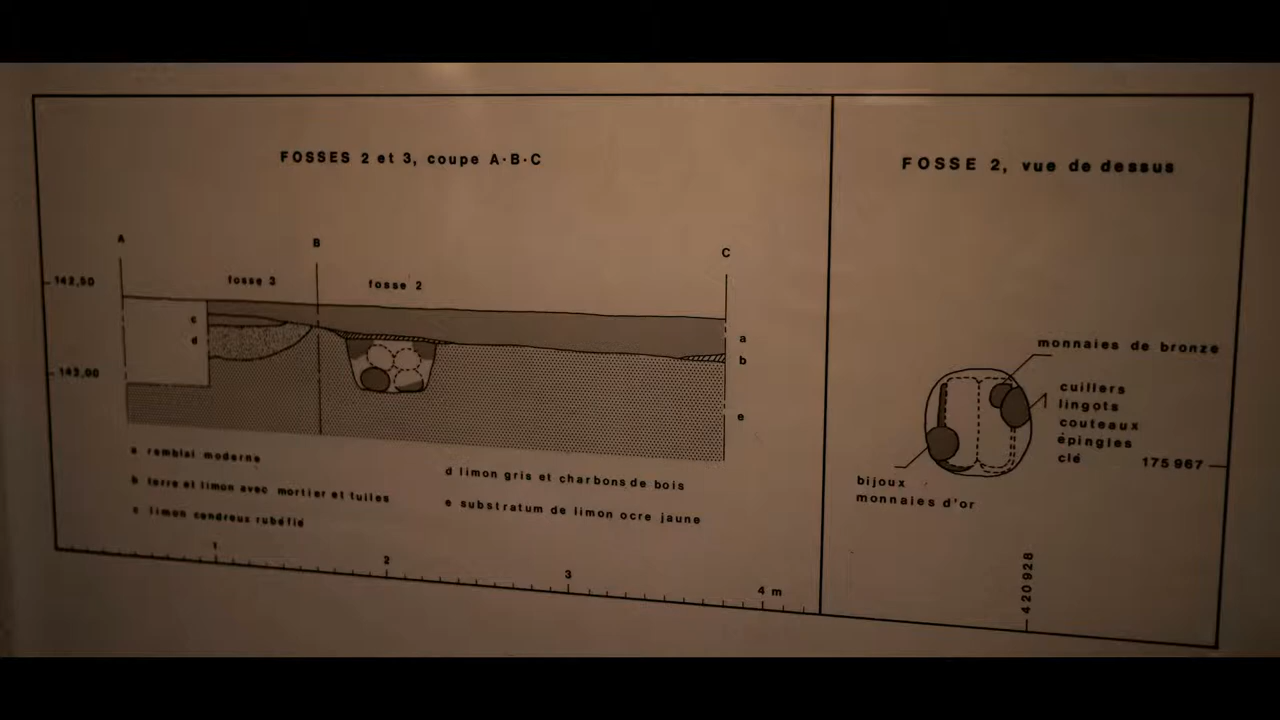 FOSSES 2 et 3, coupe A·B·C
A
B
C
fosse 3
fosse 2
142,50
142,00
c
d
a
b
e
a remblai moderne
b terre et limon avec mortier et tuiles
c limon cendreux rubéfié
d limon gris et charbons de bois
e substratum de limon ocre jaune
1
2
3
4 m
FOSSE 2, vue de dessus
monnaies de bronze
cuillers
lingots
couteaux
épingles
clé
175 967
bijoux
monnaies d'or
420 928